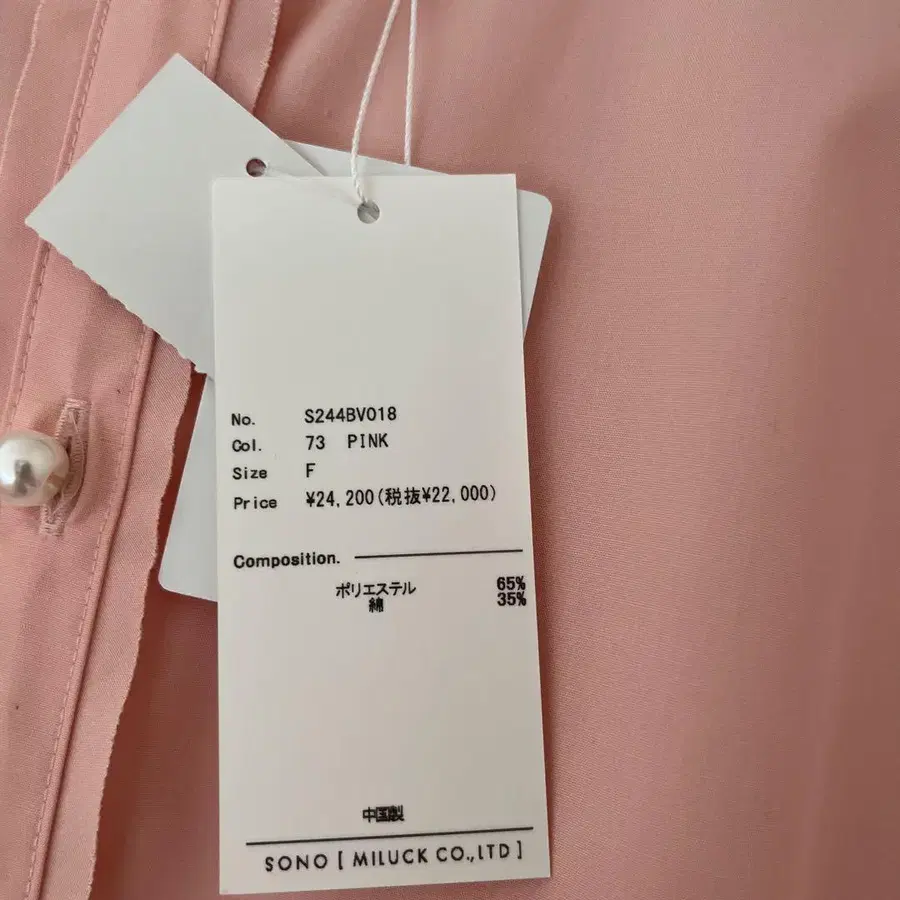 No. S244BV018
Col. 73 PINK
Size F
Price ¥24,200(税抜¥22,000)
Composition.
ポリエステル 65%
綿 35%
中国製
SONO [ MILUCK CO.,LTD ]